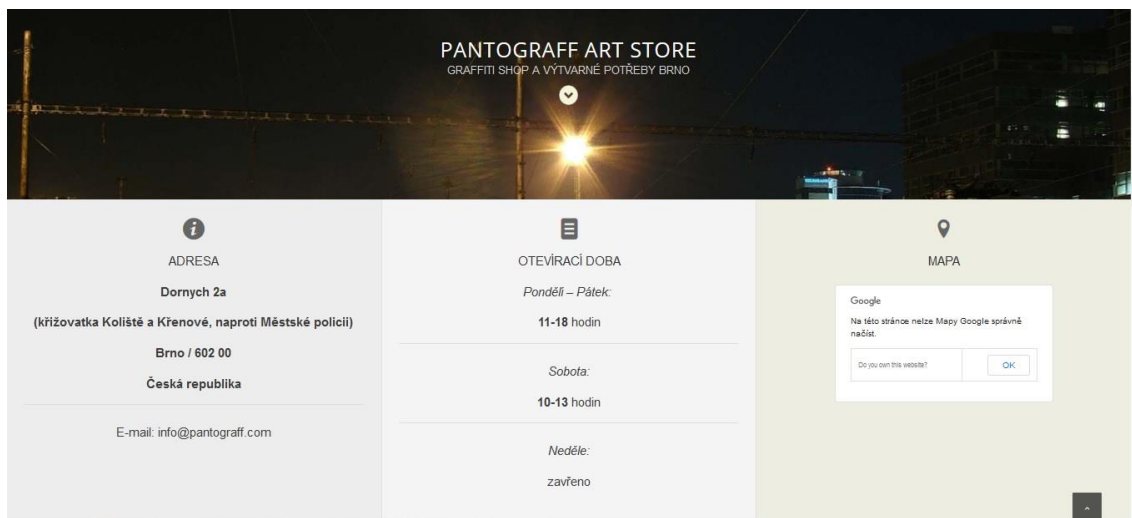 PANTOGRAFF ART STORE
GRAFFITI SHOP A VÝTVARNÉ POTŘEBY BRNO
ADRESA
Dornych 2a
(křižovatka Koliště a Křenové, naproti Městské policii)
Brno / 602 00
Česká republika
E-mail: info@pantograff.com
OTEVÍRACÍ DOBA
Pondělí – Pátek:
11-18 hodin
Sobota:
10-13 hodin
Neděle:
zavřeno
MAPA
Google
Na této stránce nelze Mapy Google správně
načíst.
Do you own this website?
OK